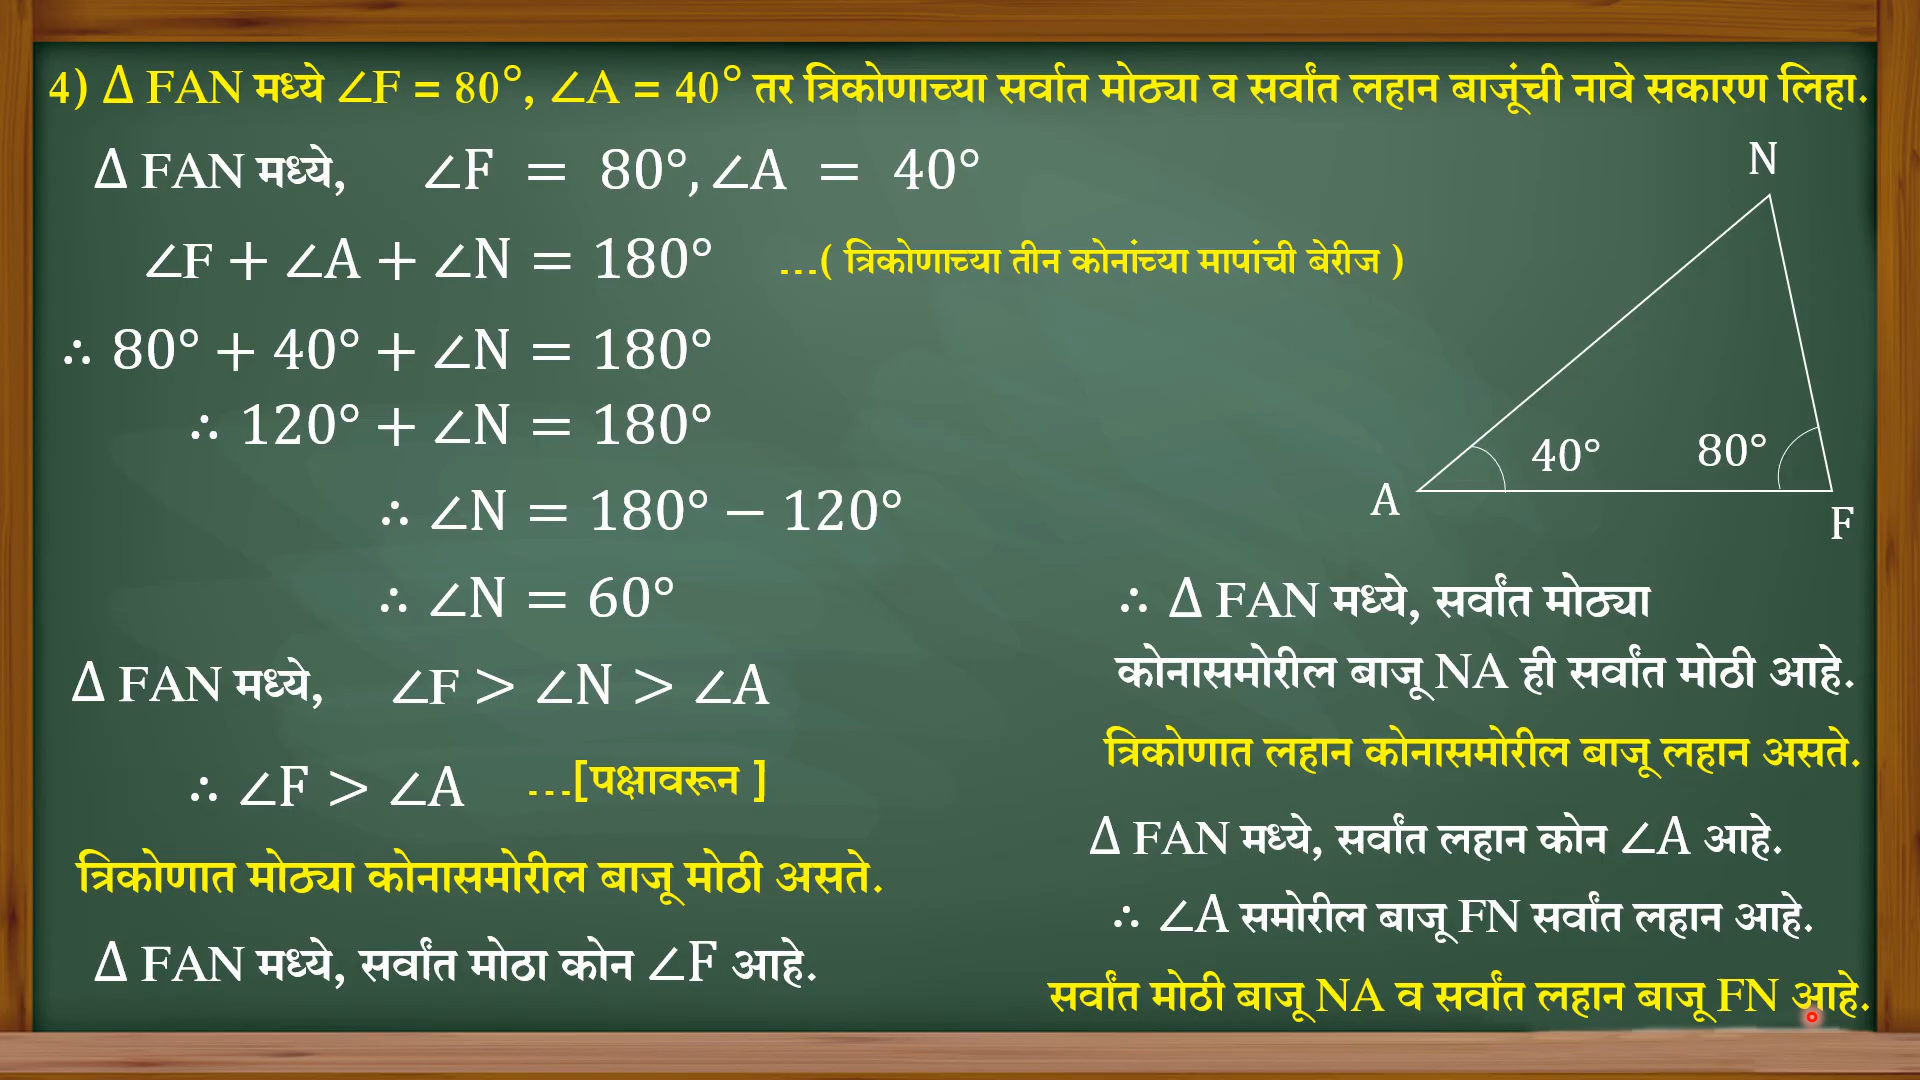 4) Δ FAN मध्ये ∠F = 80°, ∠A = 40° तर त्रिकोणाच्या सर्वात मोठ्या व सर्वांत लहान बाजूंची नावे सकारण लिहा.
Δ FAN मध्ये, ∠F = 80°, ∠A = 40°
∠F + ∠A + ∠N = 180° ...( त्रिकोणाच्या तीन कोनांच्या मापांची बेरीज )
∴ 80° + 40° + ∠N = 180°
∴ 120° + ∠N = 180°
∴ ∠N = 180° − 120°
∴ ∠N = 60°
Δ FAN मध्ये, ∠F > ∠N > ∠A
∴ ∠F > ∠A ...[पक्षावरून ]
त्रिकोणात मोठ्या कोनासमोरील बाजू मोठी असते.
Δ FAN मध्ये, सर्वांत मोठा कोन ∠F आहे.
N
40°
80°
A
F
∴ Δ FAN मध्ये, सर्वांत मोठ्या
कोनासमोरील बाजू NA ही सर्वांत मोठी आहे.
त्रिकोणात लहान कोनासमोरील बाजू लहान असते.
Δ FAN मध्ये, सर्वांत लहान कोन ∠A आहे.
∴ ∠A समोरील बाजू FN सर्वांत लहान आहे.
सर्वांत मोठी बाजू NA व सर्वांत लहान बाजू FN आहे.